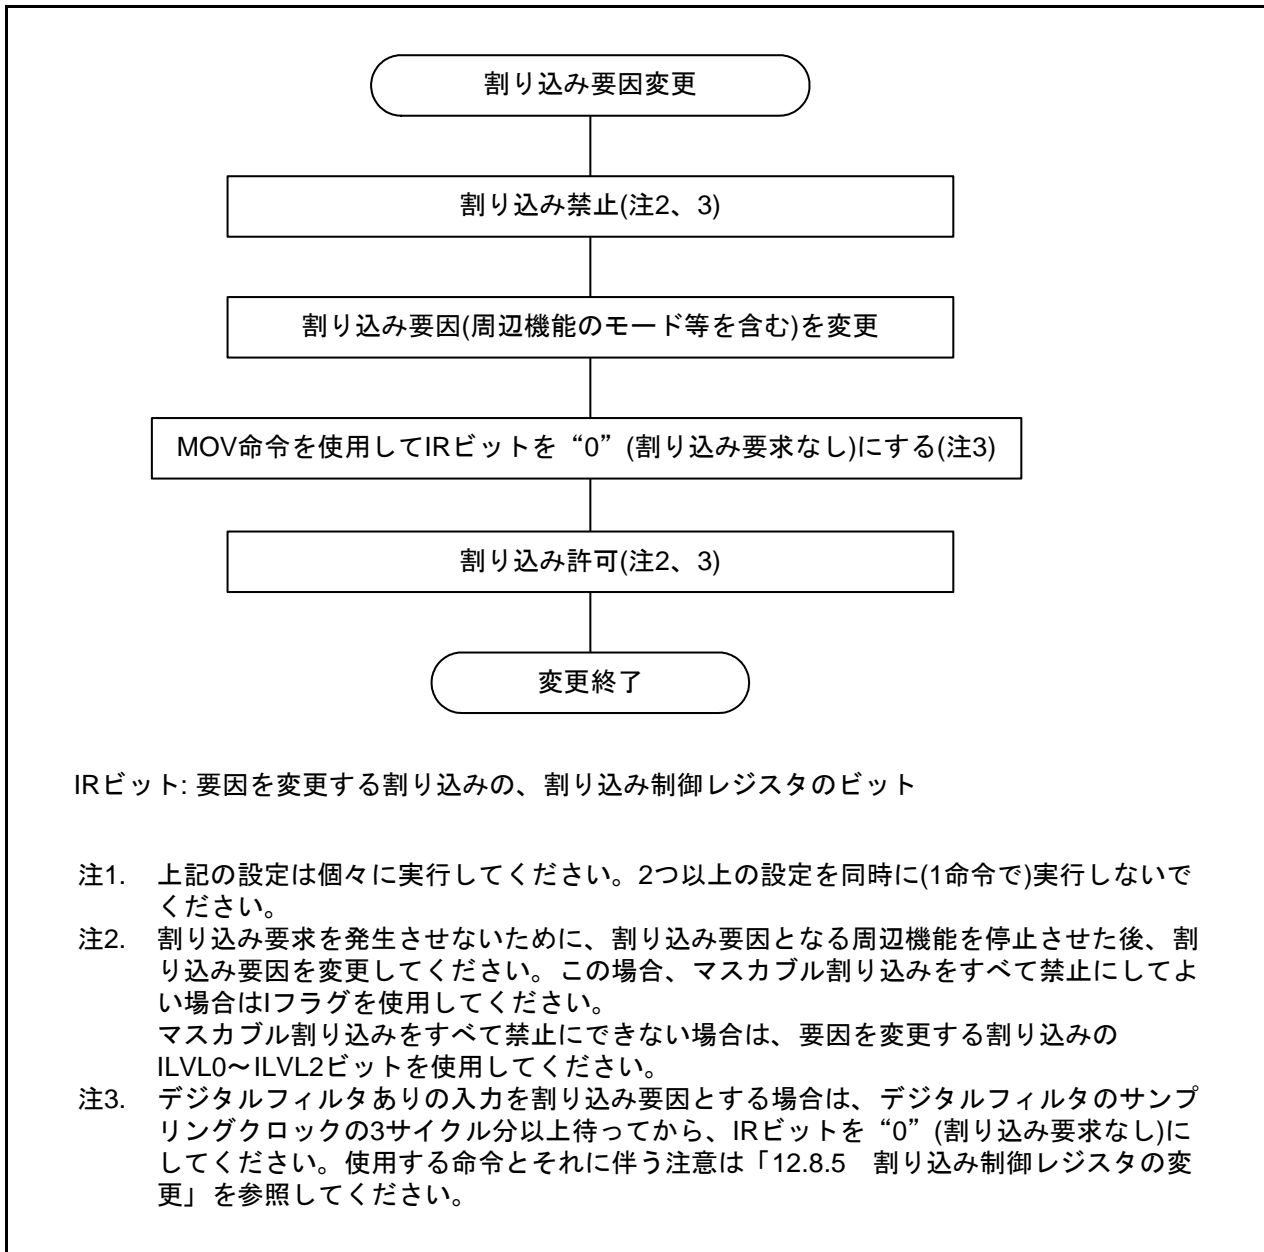 割り込み要因変更
割り込み禁止(注2、3)
割り込み要因(周辺機能のモード等を含む)を変更
MOV命令を使用してIRビットを“0”(割り込み要求なし)にする(注3)
割り込み許可(注2、3)
変更終了
IRビット: 要因を変更する割り込みの、割り込み制御レジスタのビット
注1. 上記の設定は個々に実行してください。2つ以上の設定を同時に(1命令で)実行しないで
ください。
注2. 割り込み要求を発生させないために、割り込み要因となる周辺機能を停止させた後、割
り込み要因を変更してください。この場合、マスカブル割り込みをすべて禁止にしてよ
い場合はIフラグを使用してください。
マスカブル割り込みをすべて禁止にできない場合は、要因を変更する割り込みの
ILVL0～ILVL2ビットを使用してください。
注3. デジタルフィルタありの入力を割り込み要因とする場合は、デジタルフィルタのサンプ
リングクロックの3サイクル分以上待ってから、IRビットを“0”(割り込み要求なし)に
してください。使用する命令とそれに伴う注意は「12.8.5　割り込み制御レジスタの変
更」を参照してください。